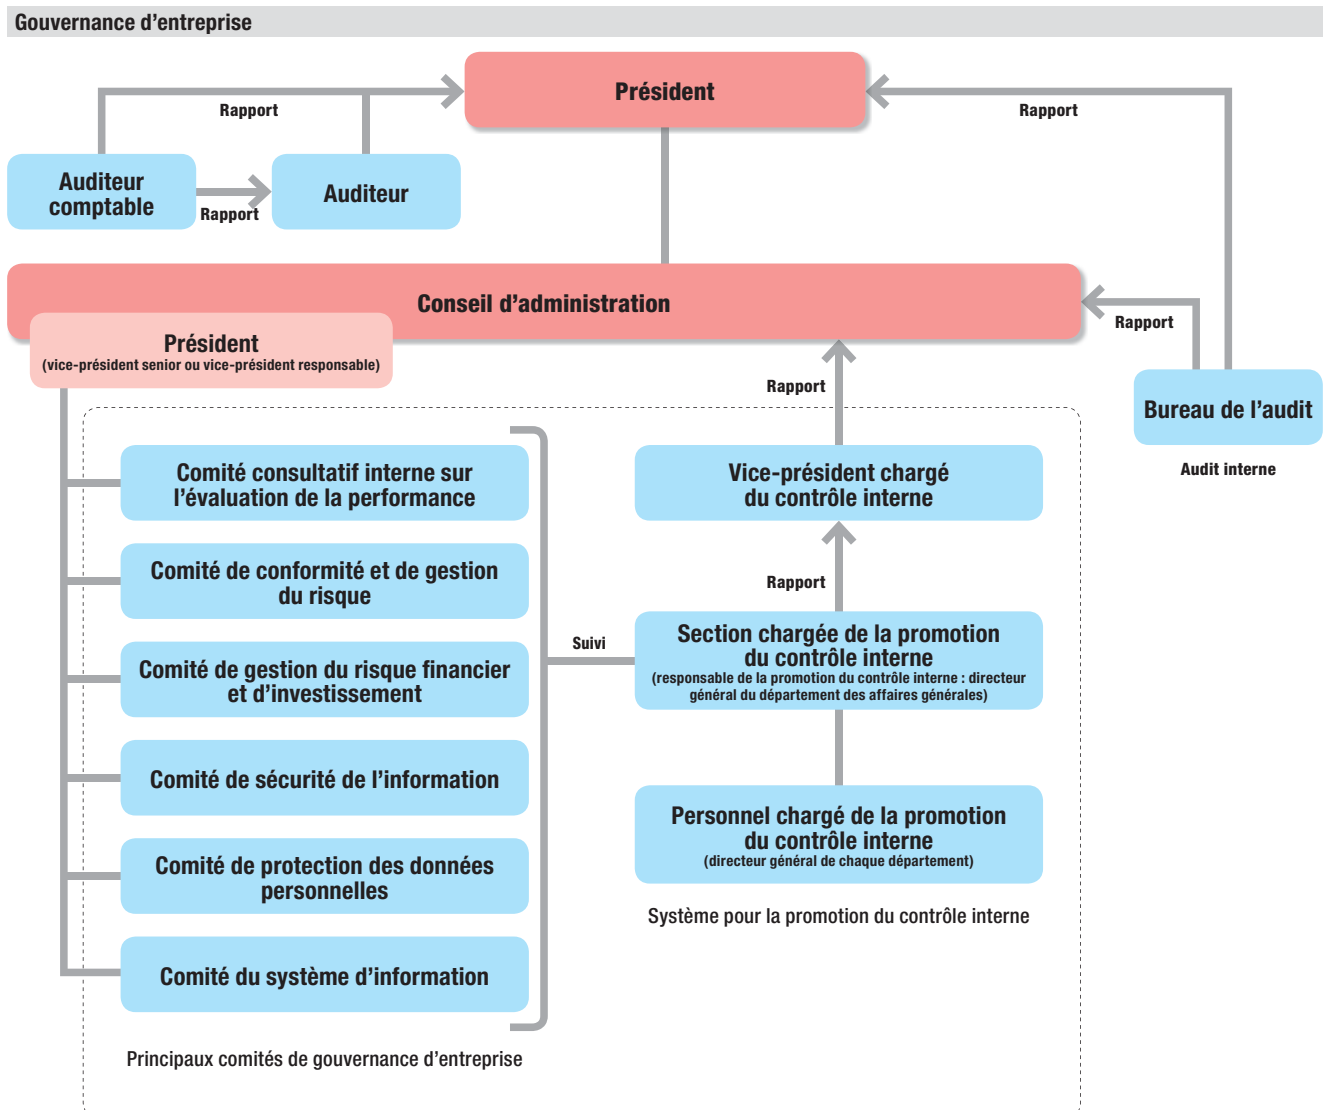 Gouvernance d’entreprise
Président
Rapport
Rapport
Auditeur
comptable
Rapport
Auditeur
Conseil d’administration
Rapport
Président
(vice-président senior ou vice-président responsable)
Rapport
Bureau de l’audit
Audit interne
Comité consultatif interne sur
l’évaluation de la performance
Vice-président chargé
du contrôle interne
Comité de conformité et de gestion
du risque
Rapport
Suivi
Section chargée de la promotion
du contrôle interne
(responsable de la promotion du contrôle interne : directeur
général du département des affaires générales)
Comité de gestion du risque financier
et d’investissement
Comité de sécurité de l’information
Personnel chargé de la promotion
du contrôle interne
(directeur général de chaque département)
Comité de protection des données
personnelles
Système pour la promotion du contrôle interne
Comité du système d’information
Principaux comités de gouvernance d’entreprise